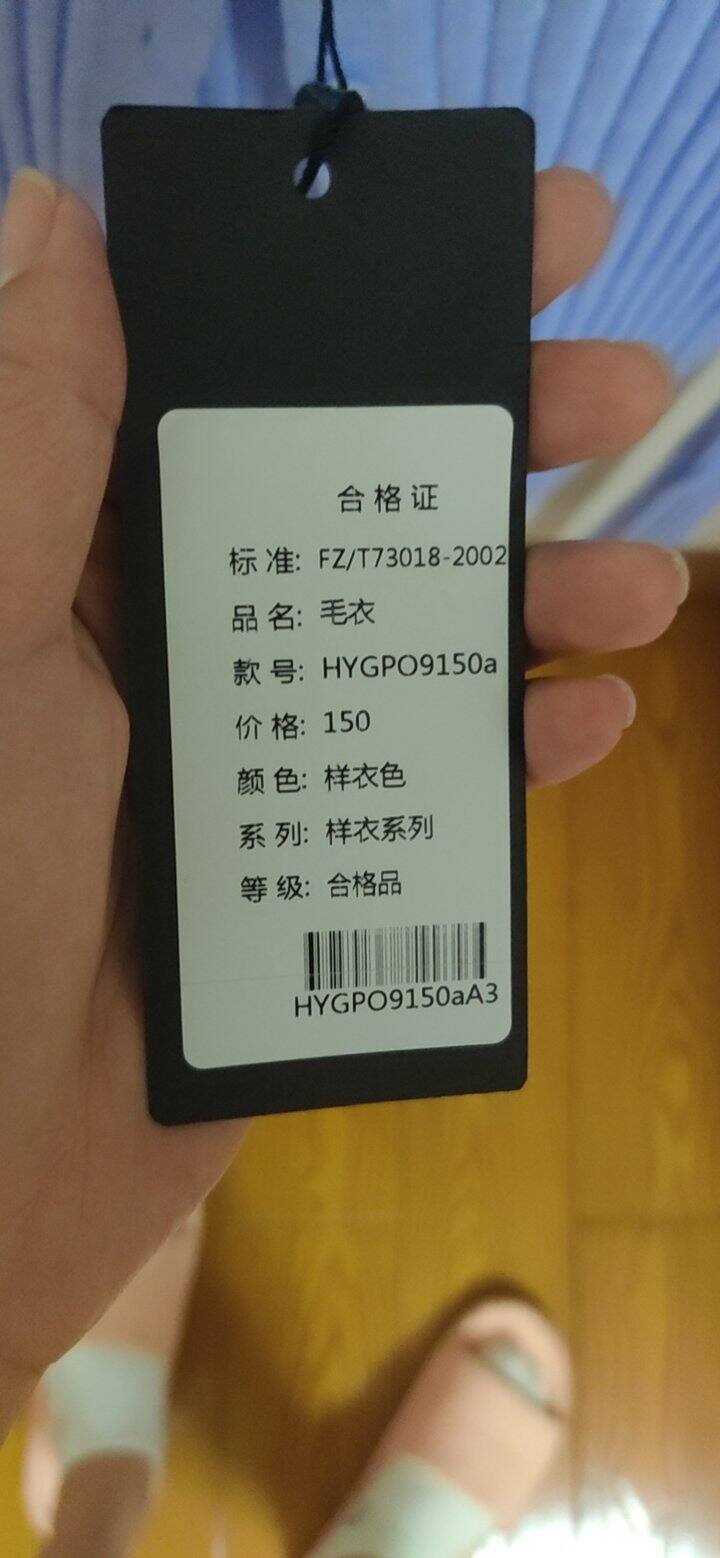 合格证
标准: FZ/T73018-2002
品名: 毛衣
款号: HYGPO9150a
价格: 150
颜色: 样衣色
系列: 样衣系列
等级: 合格品
HYGPO9150aA3